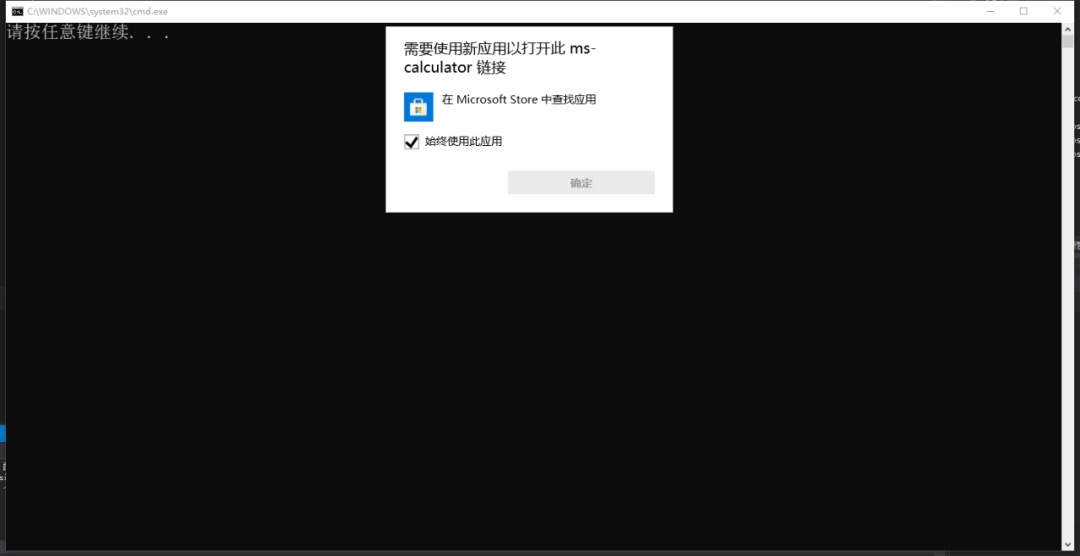 C:\WINDOWS\system32\cmd.exe
请按任意键继续. . .
需要使用新应用以打开此 ms-
calculator 链接
在 Microsoft Store 中查找应用
始终使用此应用
确定